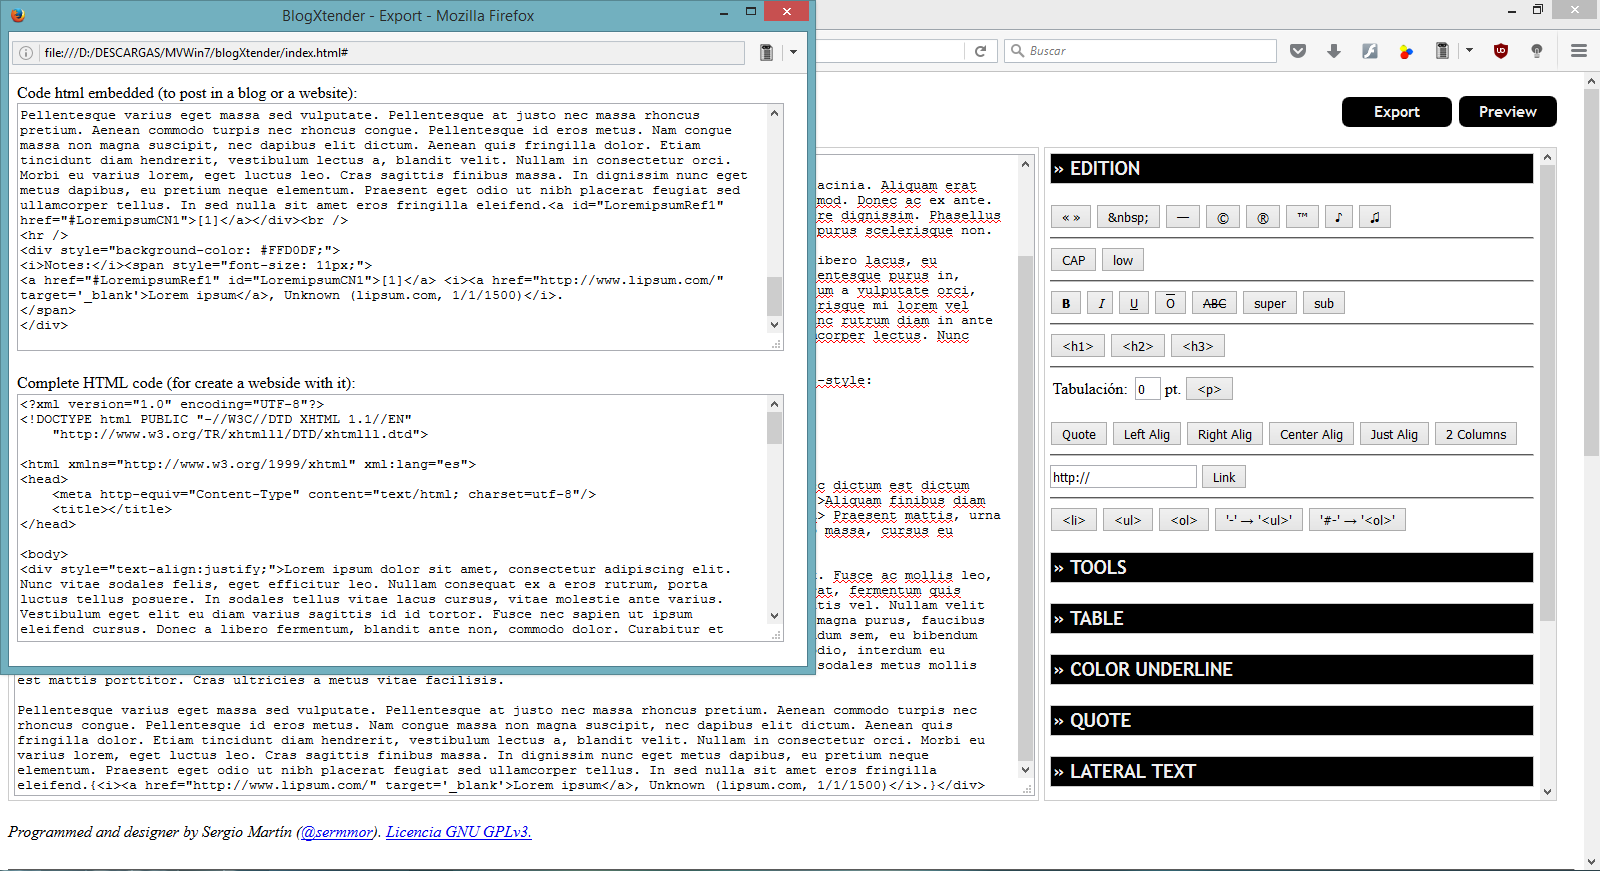 BlogXtender - Export - Mozilla Firefox
file:///D:/DESCARGAS/MVWin7/blogXtender/index.html#
Code html embedded (to post in a blog or a website):
Pellentesque varius eget massa sed vulputate. Pellentesque at justo nec massa rhoncus
pretium. Aenean commodo turpis nec rhoncus congue. Pellentesque id eros metus. Nam congue
massa non magna suscipit, nec dapibus elit dictum. Aenean quis fringilla dolor. Etiam
tincidunt diam hendrerit, vestibulum lectus a, blandit velit. Nullam in consectetur orci.
Morbi eu varius lorem, eget luctus leo. Cras sagittis finibus massa. In dignissim nunc eget
metus dapibus, eu pretium neque elementum. Praesent eget odio ut nibh placerat feugiat sed
ullamcorper tellus. In sed nulla sit amet eros fringilla eleifend.<a id="LoremipsumRef1"
href="#LoremipsumCN1">[1]</a></div><br />
<hr />
<div style="background-color: #FFD0DF;">
<i>Notes:</i><span style="font-size: 11px;">
<a href="#LoremipsumRef1" id="LoremipsumCN1">[1]</a> <i><a href="http://www.lipsum.com/"
target='_blank'>Lorem ipsum</a>, Unknown (lipsum.com, 1/1/1500)</i>.
</span>
</div>
Complete HTML code (for create a webside with it):
<?xml version="1.0" encoding="UTF-8"?>
<!DOCTYPE html PUBLIC "-//W3C//DTD XHTML 1.1//EN"
"http://www.w3.org/TR/xhtml11/DTD/xhtml11.dtd">
<html xmlns="http://www.w3.org/1999/xhtml" xml:lang="es">
<head>
<meta http-equiv="Content-Type" content="text/html; charset=utf-8"/>
<title></title>
</head>
<body>
<div style="text-align:justify;">Lorem ipsum dolor sit amet, consectetur adipiscing elit.
Nunc vitae sodales felis, eget efficitur leo. Nullam consequat ex a eros rutrum, porta
luctus tellus posuere. In sodales tellus vitae lacus cursus, vitae molestie ante varius.
Vestibulum eget elit eu diam varius sagittis id id tortor. Fusce nec sapien ut ipsum
eleifend cursus. Donec a libero fermentum, blandit ante non, commodo dolor. Curabitur et
Buscar
Export
Preview
acinia. Aliquam erat
mod. Donec ac ex ante.
re dignissim. Phasellus
purus scelerisque non.
ibero lacus, eu
entesque purus in,
um a vulputate orci,
risque mi lorem vel
nc rutrum diam in ante
corper lectus. Nunc
-style:
c dictum est dictum
>Aliquam finibus diam
> Praesent mattis, urna
massa, cursus eu
. Fusce ac mollis leo,
at, fermentum quis
tis vel. Nullam velit
magna purus, faucibus
dum sem, eu bibendum
dio, interdum eu
sodales metus mollis
est mattis porttitor. Cras ultricies a metus vitae facilisis.
Pellentesque varius eget massa sed vulputate. Pellentesque at justo nec massa rhoncus pretium. Aenean commodo turpis nec
rhoncus congue. Pellentesque id eros metus. Nam congue massa non magna suscipit, nec dapibus elit dictum. Aenean quis
fringilla dolor. Etiam tincidunt diam hendrerit, vestibulum lectus a, blandit velit. Nullam in consectetur orci. Morbi eu
varius lorem, eget luctus leo. Cras sagittis finibus massa. In dignissim nunc eget metus dapibus, eu pretium neque
elementum. Praesent eget odio ut nibh placerat feugiat sed ullamcorper tellus. In sed nulla sit amet eros fringilla
eleifend.{<i><a href="http://www.lipsum.com/" target='_blank'>Lorem ipsum</a>, Unknown (lipsum.com, 1/1/1500)</i>.}</div>
» EDITION
« » &nbsp; — © ® ™ ♪ ♫
CAP low
B I U O ABC super sub
<h1> <h2> <h3>
Tabulación: 0 pt. <p>
Quote Left Alig Right Alig Center Alig Just Alig 2 Columns
http:// Link
<li> <ul> <ol> '-' → '<ul>' '#-' → '<ol>'
» TOOLS
» TABLE
» COLOR UNDERLINE
» QUOTE
» LATERAL TEXT
Programmed and designer by Sergio Martín (@sermmor). Licencia GNU GPLv3.